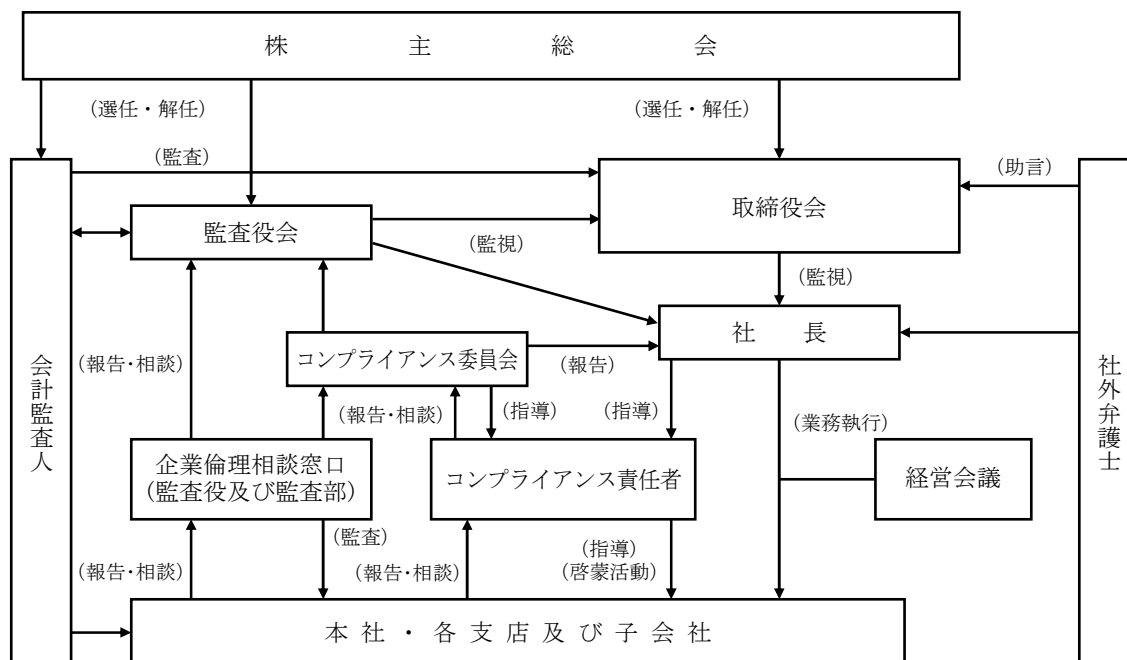 株主総会
(選任・解任)
(選任・解任)
(監査)
(助言)
取締役会
監査役会
(監視)
(監視)
社長
コンプライアンス委員会
(報告)
(報告・相談)
会計監査人
社外弁護士
(報告・相談)
(指導)
(指導)
(業務執行)
企業倫理相談窓口
(監査役及び監査部)
コンプライアンス責任者
経営会議
(監査)
(報告・相談)
(報告・相談)
(指導)
(啓蒙活動)
本社・各支店及び子会社